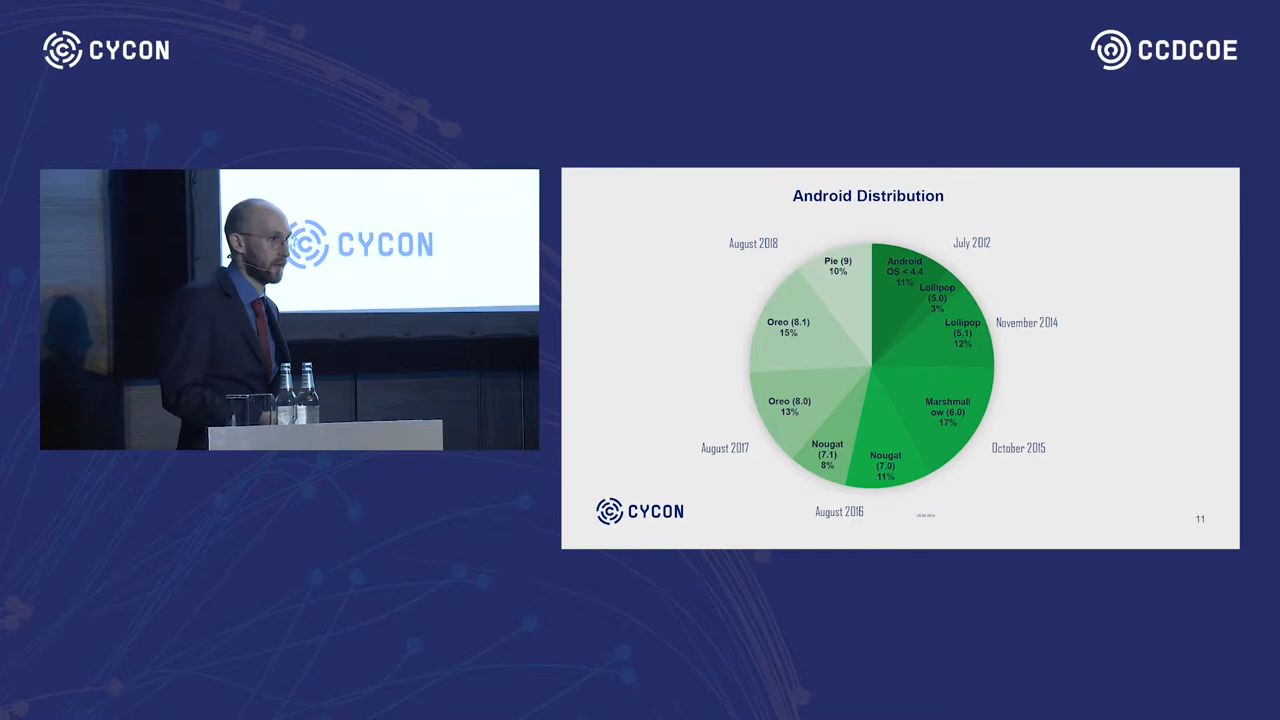 CYCON
CCDCOE
CYCON
Android Distribution
August 2018
July 2012
Pie (9)
10%
Android
OS < 4.4
11%
Lollipop
(5.0)
3%
Oreo (8.1)
15%
Lollipop
(5.1)
12%
November 2014
Oreo (8.0)
13%
Marshmall
ow (6.0)
17%
August 2017
October 2015
Nougat
(7.1)
8%
Nougat
(7.0)
11%
August 2016
CYCON
11